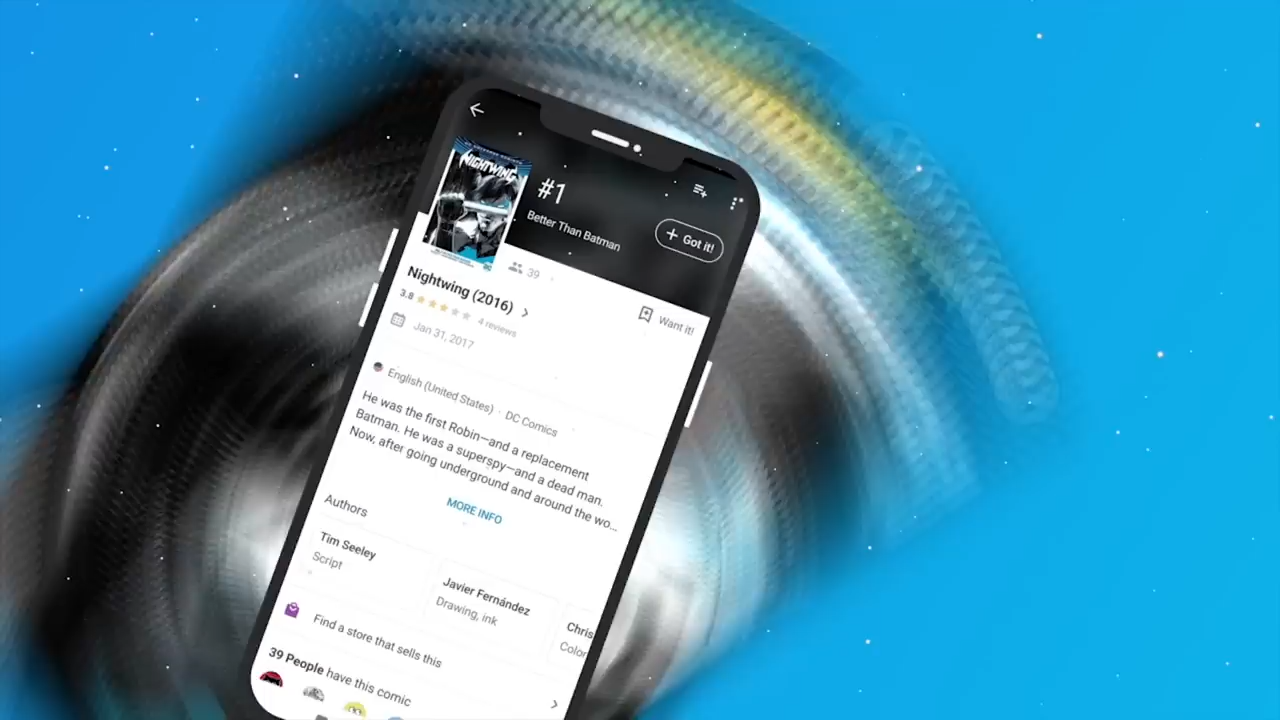 NIGHTWING
#1
Better Than Batman
+ Got it!
39
Nightwing (2016)
3.8
4 reviews
Want it!
Jan 31, 2017
English (United States) · DC Comics
He was the first Robin—and a replacement
Batman. He was a superspy—and a dead man.
Now, after going underground and around the wo...
MORE INFO
Authors
Tim Seeley
Script
Javier Fernández
Drawing, ink
Chris
Color
Find a store that sells this
39 People have this comic